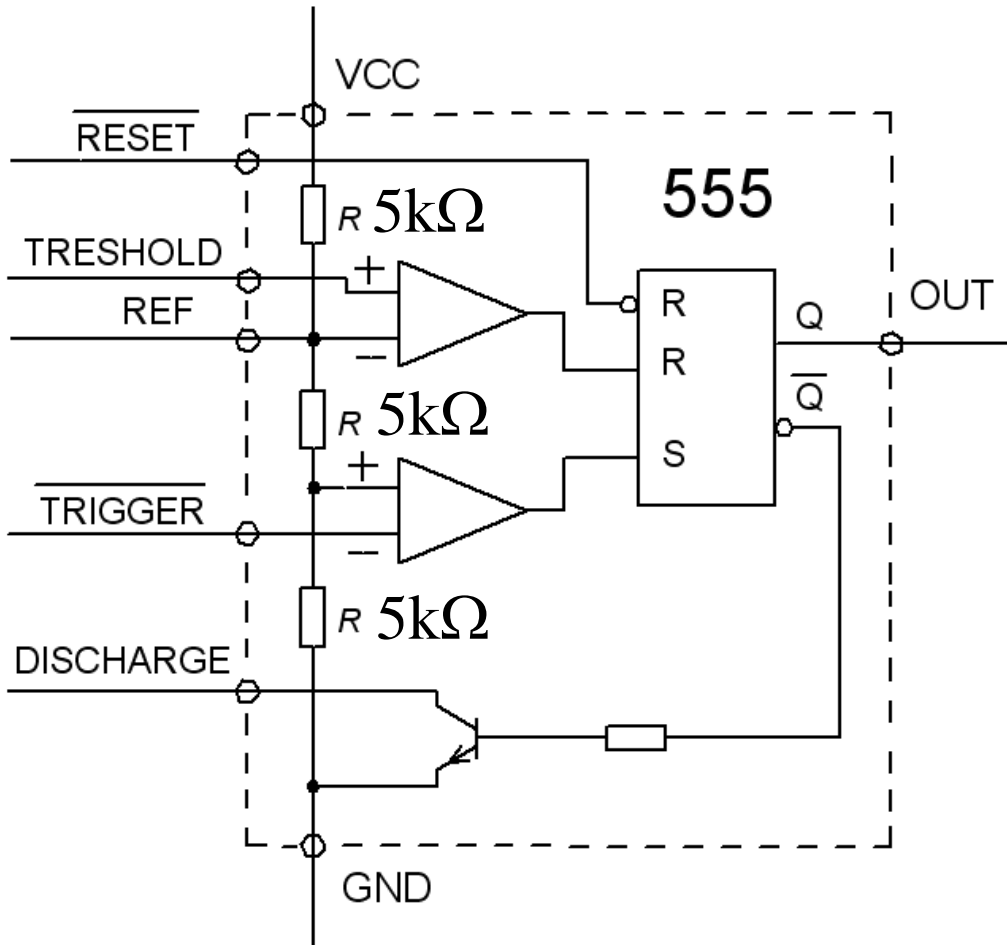 VCC
RESET
555
R 5kΩ
TRESHOLD
+
OUT
REF
R
Q
--
R
Q
R 5kΩ
+
S
TRIGGER
--
R 5kΩ
DISCHARGE
GND